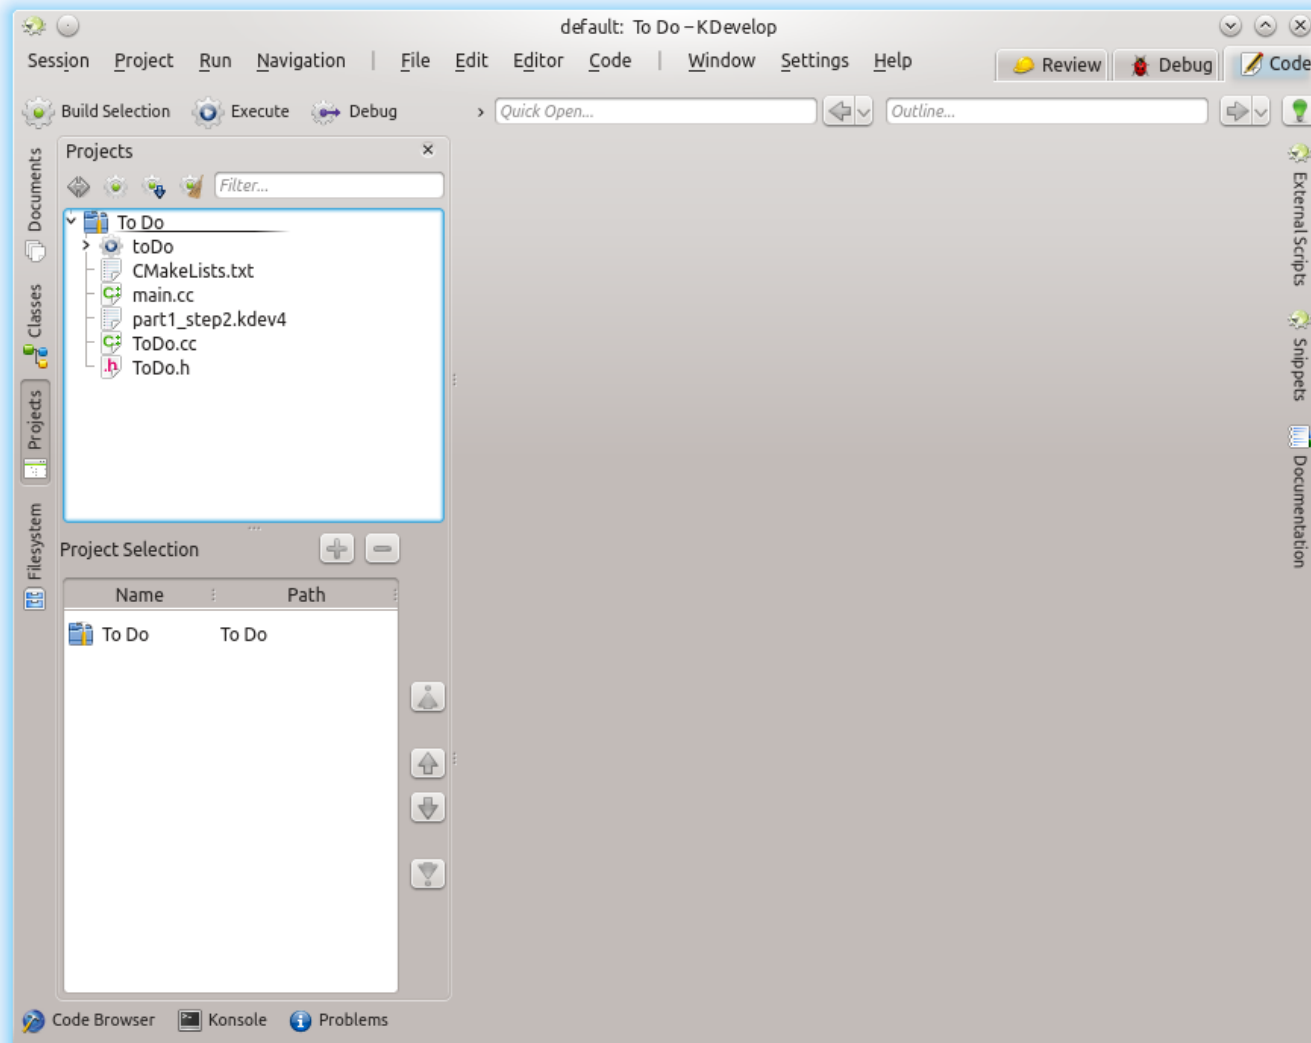 default: To Do – KDevelop
Session Project Run Navigation | File Edit Editor Code | Window Settings Help Review Debug Code
Build Selection Execute Debug > Quick Open... Outline...
Documents
Classes
Projects
Filesystem
Projects
Filter...
To Do
toDo
CMakeLists.txt
main.cc
part1_step2.kdev4
ToDo.cc
ToDo.h
Project Selection
Name Path
To Do To Do
External Scripts
Snippets
Documentation
Code Browser Konsole Problems